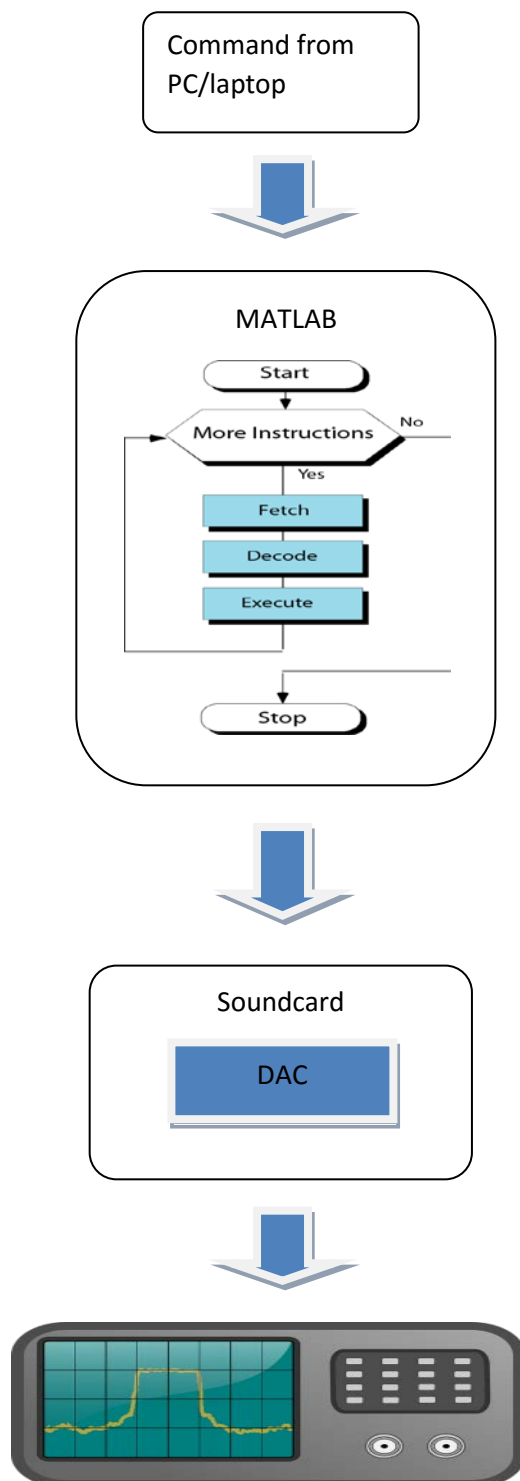 Command from
PC/laptop
MATLAB
Start
More Instructions
No
Yes
Fetch
Decode
Execute
Stop
Soundcard
DAC